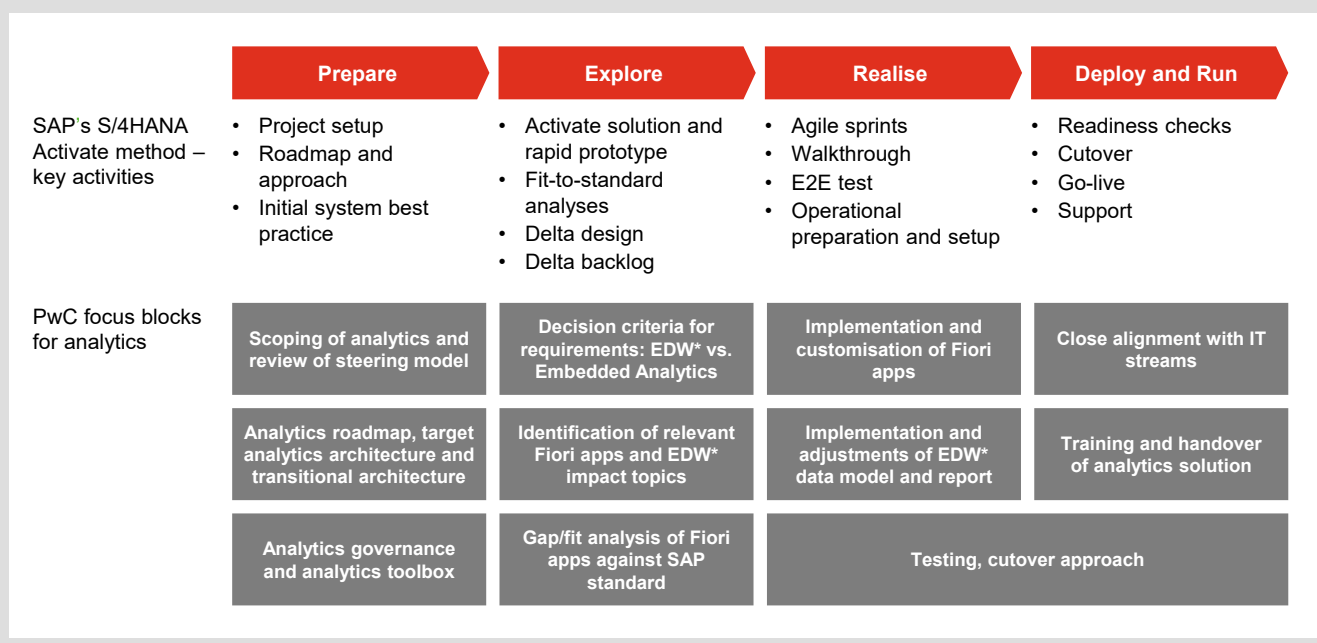 Prepare
Explore
Realise
Deploy and Run
SAP's S/4HANA
Activate method –
key activities
• Project setup
• Roadmap and
approach
• Initial system best
practice
• Activate solution and
rapid prototype
• Fit-to-standard
analyses
• Delta design
• Delta backlog
• Agile sprints
• Walkthrough
• E2E test
• Operational
preparation and setup
• Readiness checks
• Cutover
• Go-live
• Support
PwC focus blocks
for analytics
Scoping of analytics and
review of steering model
Decision criteria for
requirements: EDW* vs.
Embedded Analytics
Implementation and
customisation of Fiori
apps
Close alignment with IT
streams
Analytics roadmap, target
analytics architecture and
transitional architecture
Identification of relevant
Fiori apps and EDW*
impact topics
Implementation and
adjustments of EDW*
data model and report
Training and handover
of analytics solution
Analytics governance
and analytics toolbox
Gap/fit analysis of Fiori
apps against SAP
standard
Testing, cutover approach